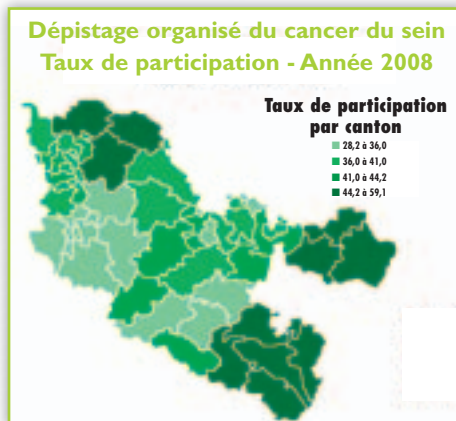 Dépistage organisé du cancer du sein
Taux de participation - Année 2008
Taux de participation
par canton
28,2 à 36,0
36,0 à 41,0
41,0 à 44,2
44,2 à 59,1